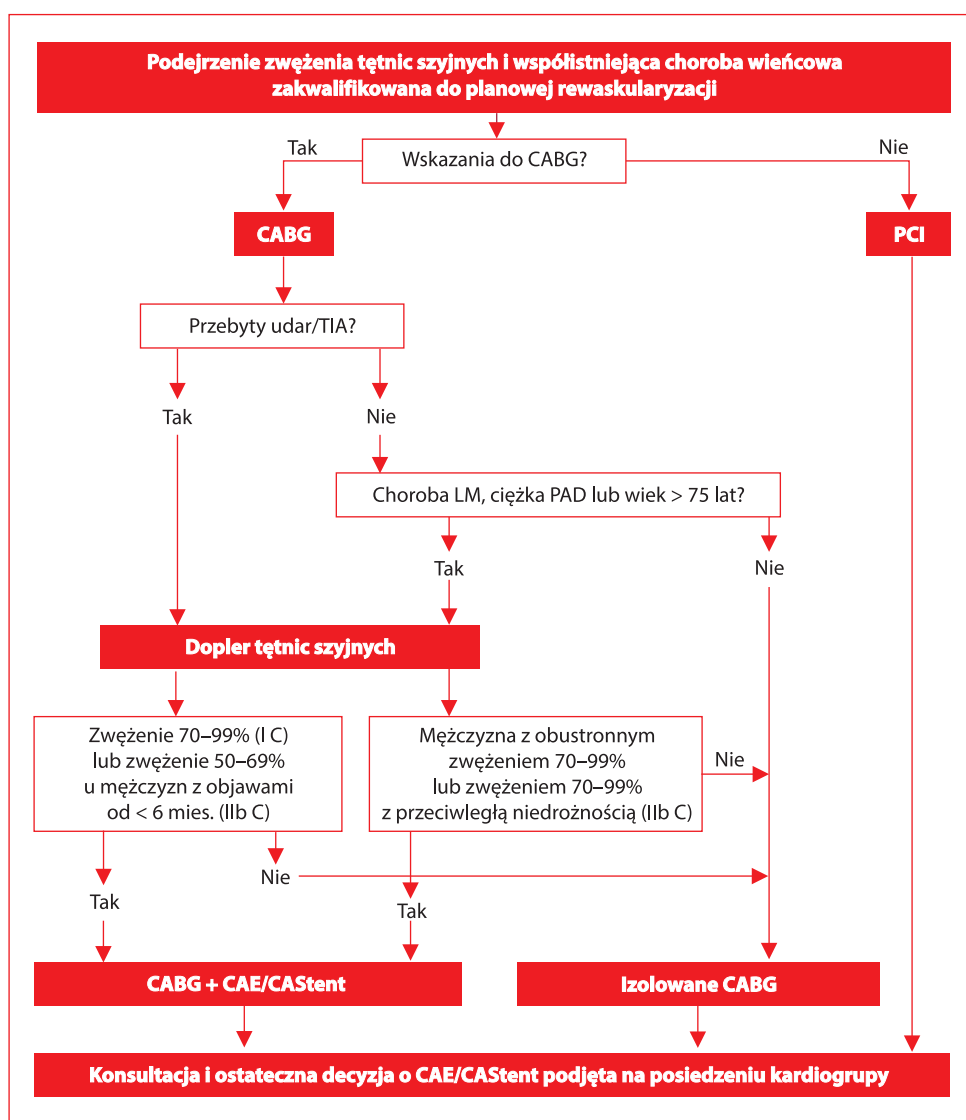 Podejrzenie zwężenia tętnic szyjnych i współistniejąca choroba wieńcowa
zakwalifikowana do planowej rewaskularyzacji
Tak
Wskazania do CABG?
Nie
CABG
PCI
Przebyty udar/TIA?
Tak
Nie
Choroba LM, ciężka PAD lub wiek > 75 lat?
Tak
Nie
Dopler tętnic szyjnych
Zwężenie 70–99% (I C)
lub zwężenie 50–69%
u mężczyzn z objawami
od < 6 mies. (IIb C)
Mężczyzna z obustronnym
zwężeniem 70–99%
lub zwężeniem 70–99%
z przeciwległą niedrożnością (IIb C)
Nie
Nie
Tak
Tak
CABG + CAE/CAStent
Izolowane CABG
Konsultacja i ostateczna decyzja o CAE/CAStent podjęta na posiedzeniu kardiogrupy